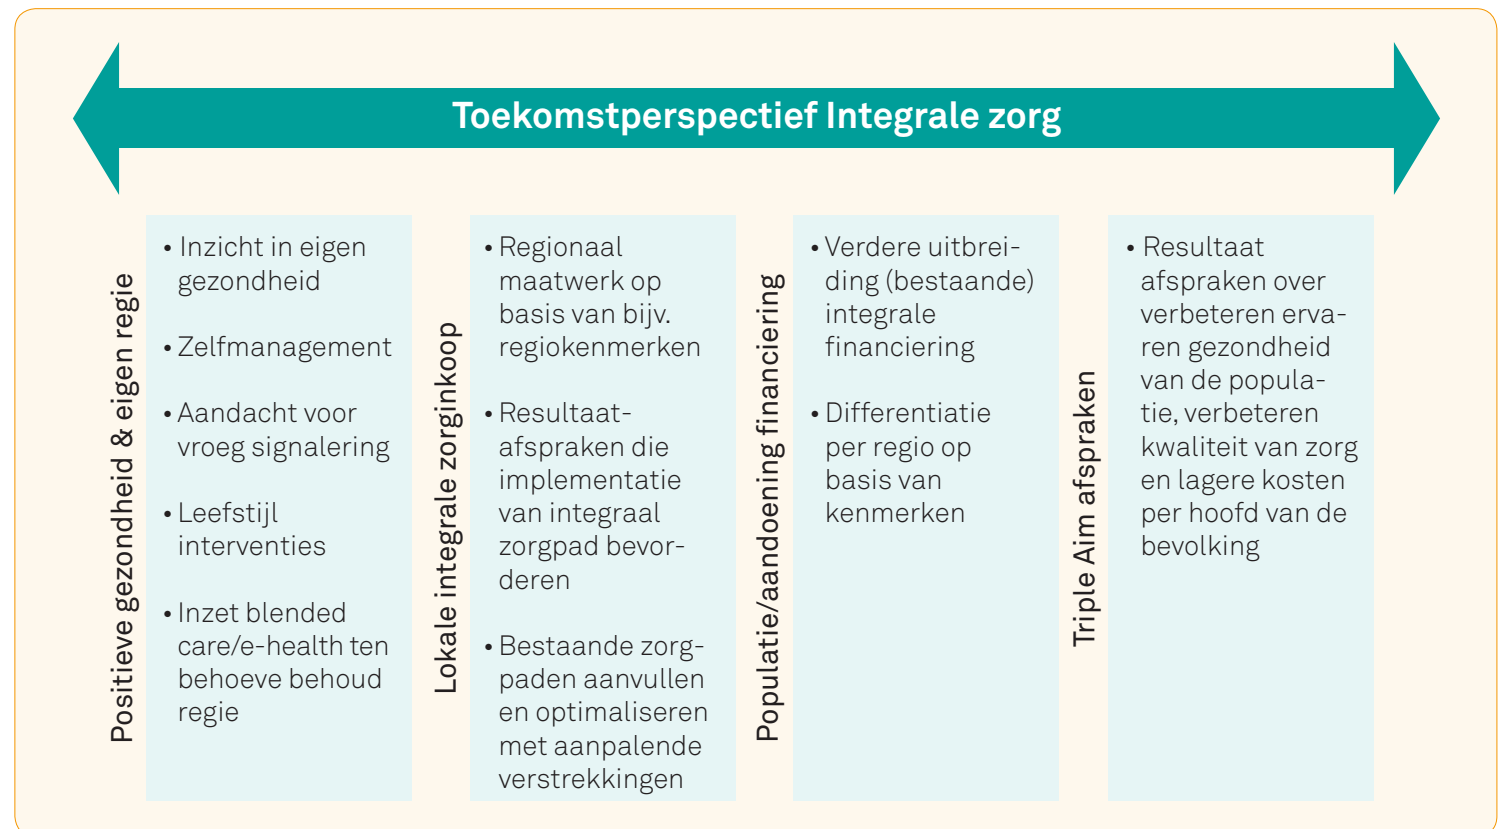 Toekomstperspectief Integrale zorg
Positieve gezondheid & eigen regie
• Inzicht in eigen
gezondheid
• Zelfmanagement
• Aandacht voor
vroeg signalering
• Leefstijl
interventies
• Inzet blended
care/e-health ten
behoeve behoud
regie
Lokale integrale zorginkoop
• Regionaal
maatwerk op
basis van bijv.
regiokenmerken
• Resultaat-
afspraken die
implementatie
van integraal
zorgpad bevor-
deren
• Bestaande zorg-
paden aanvullen
en optimaliseren
met aanpalende
verstrekkingen
Populatie/aandoening financiering
• Verdere uitbrei-
ding (bestaande)
integrale
financiering
• Differentiatie
per regio op
basis van
kenmerken
Triple Aim afspraken
• Resultaat
afspraken over
verbeteren erva-
ren gezondheid
van de popula-
tie, verbeteren
kwaliteit van zorg
en lagere kosten
per hoofd van de
bevolking